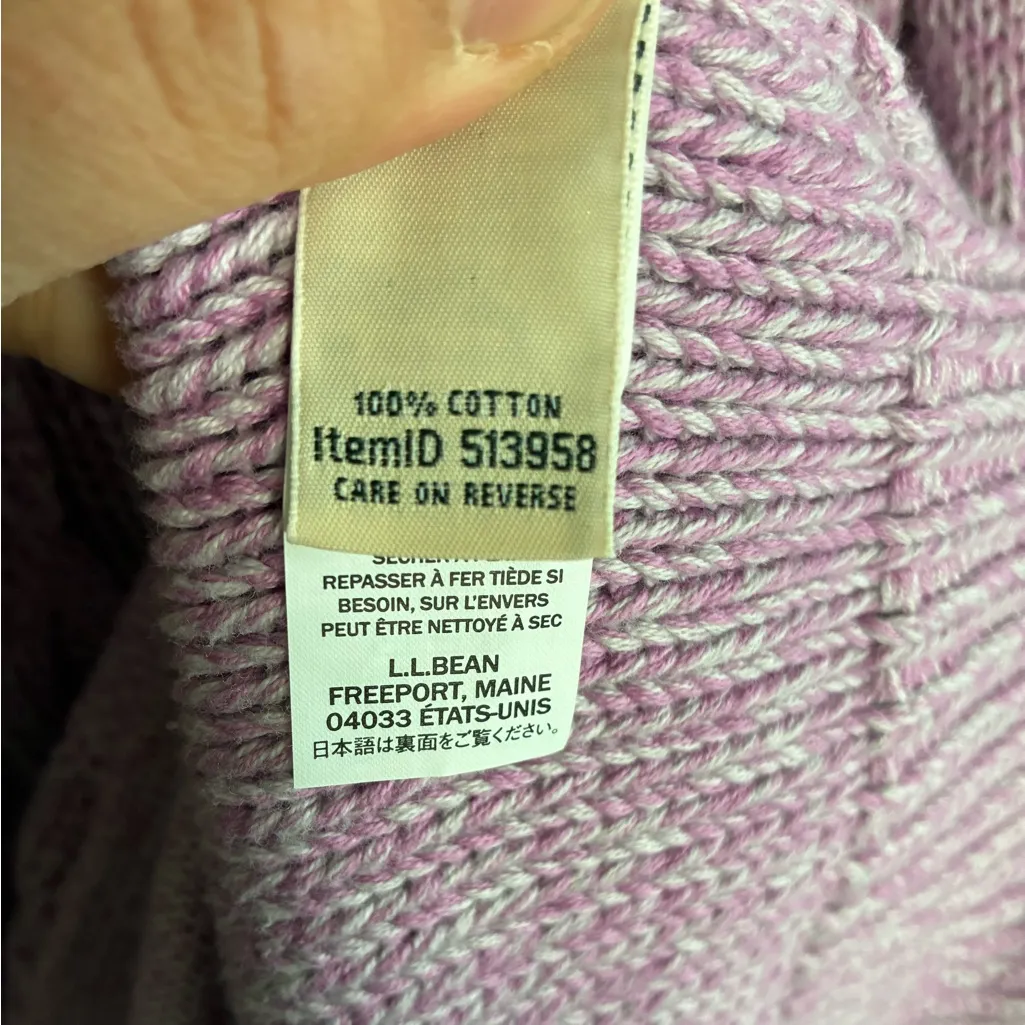 100% COTTON
ItemID 513958
CARE ON REVERSE
REPASSER À FER TIÈDE SI
BESOIN, SUR L'ENVERS
PEUT ÊTRE NETTOYÉ À SEC
L.L.BEAN
FREEPORT, MAINE
04033 ÉTATS-UNIS
日本語は裏面をご覧ください。